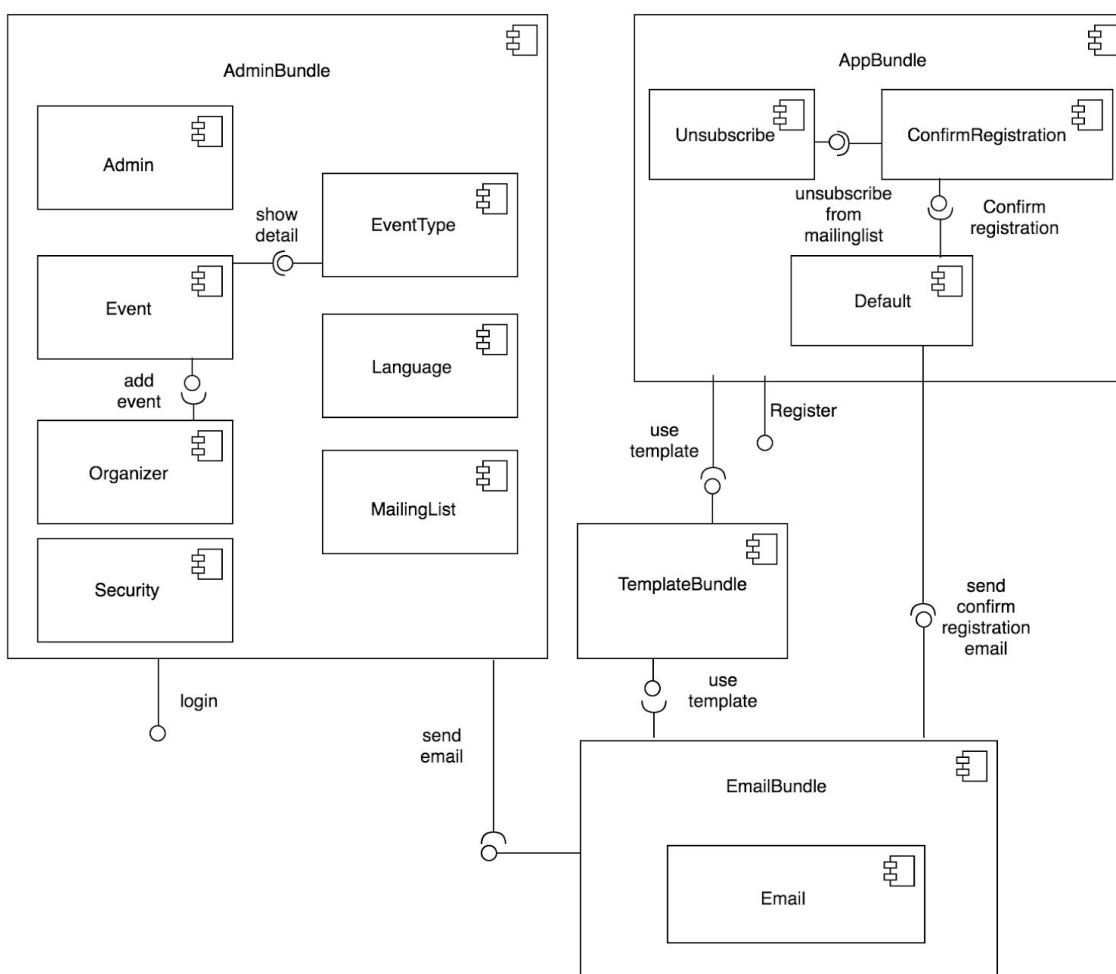 AdminBundle
Admin
show
detail
EventType
Event
Language
add
event
Organizer
MailingList
Security
login
send
email
AppBundle
Unsubscribe
ConfirmRegistration
unsubscribe
from
mailinglist
Confirm
registration
Default
use
template
Register
TemplateBundle
send
confirm
registration
email
use
template
EmailBundle
Email